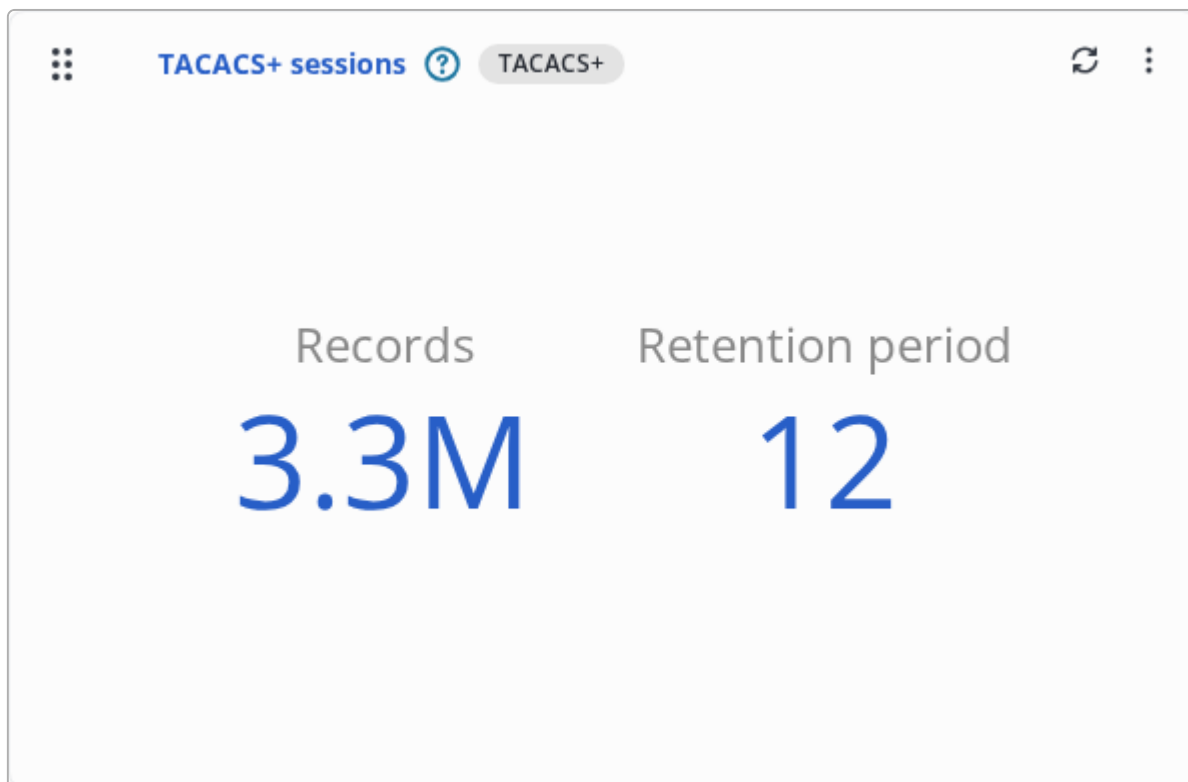 TACACS+ sessions ? TACACS+
Records Retention period
3.3M 12